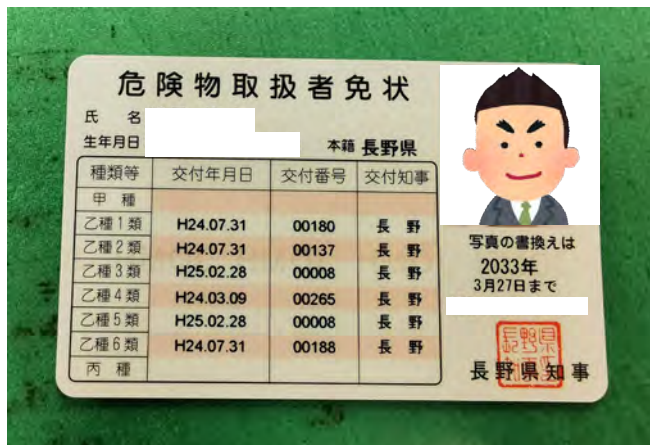 危険物取扱者免状
氏 名
生年月日
本籍 長野県
種類等 交付年月日 交付番号 交付知事
甲 種
乙種1類 H24.07.31 00180 長 野
乙種2類 H24.07.31 00137 長 野
乙種3類 H25.02.28 00008 長 野
乙種4類 H24.03.09 00265 長 野
乙種5類 H25.02.28 00008 長 野
乙種6類 H24.07.31 00188 長 野
丙 種
写真の書換えは
2033年
3月27日まで
長野県知事